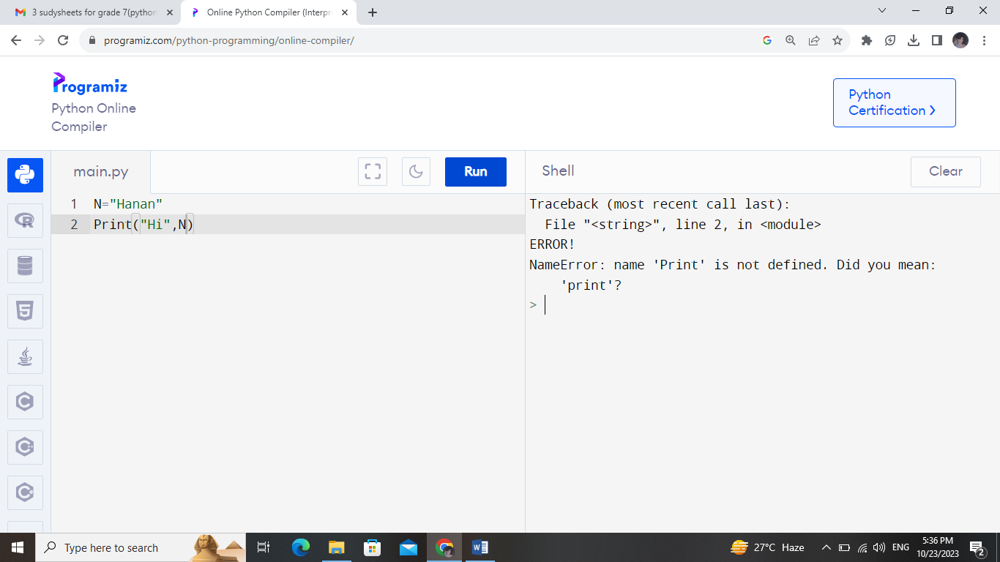 3 sudysheets for grade 7(python
Online Python Compiler (Interpr
programiz.com/python-programming/online-compiler/
Programiz
Python Online
Compiler
Python
Certification
main.py
Run
Shell
Clear
1 N="Hanan"
2 Print("Hi",N)
Traceback (most recent call last):
File "<string>", line 2, in <module>
ERROR!
NameError: name 'Print' is not defined. Did you mean:
'print'?
>
Type here to search
27°C Haze
ENG
5:36 PM
10/23/2023
2